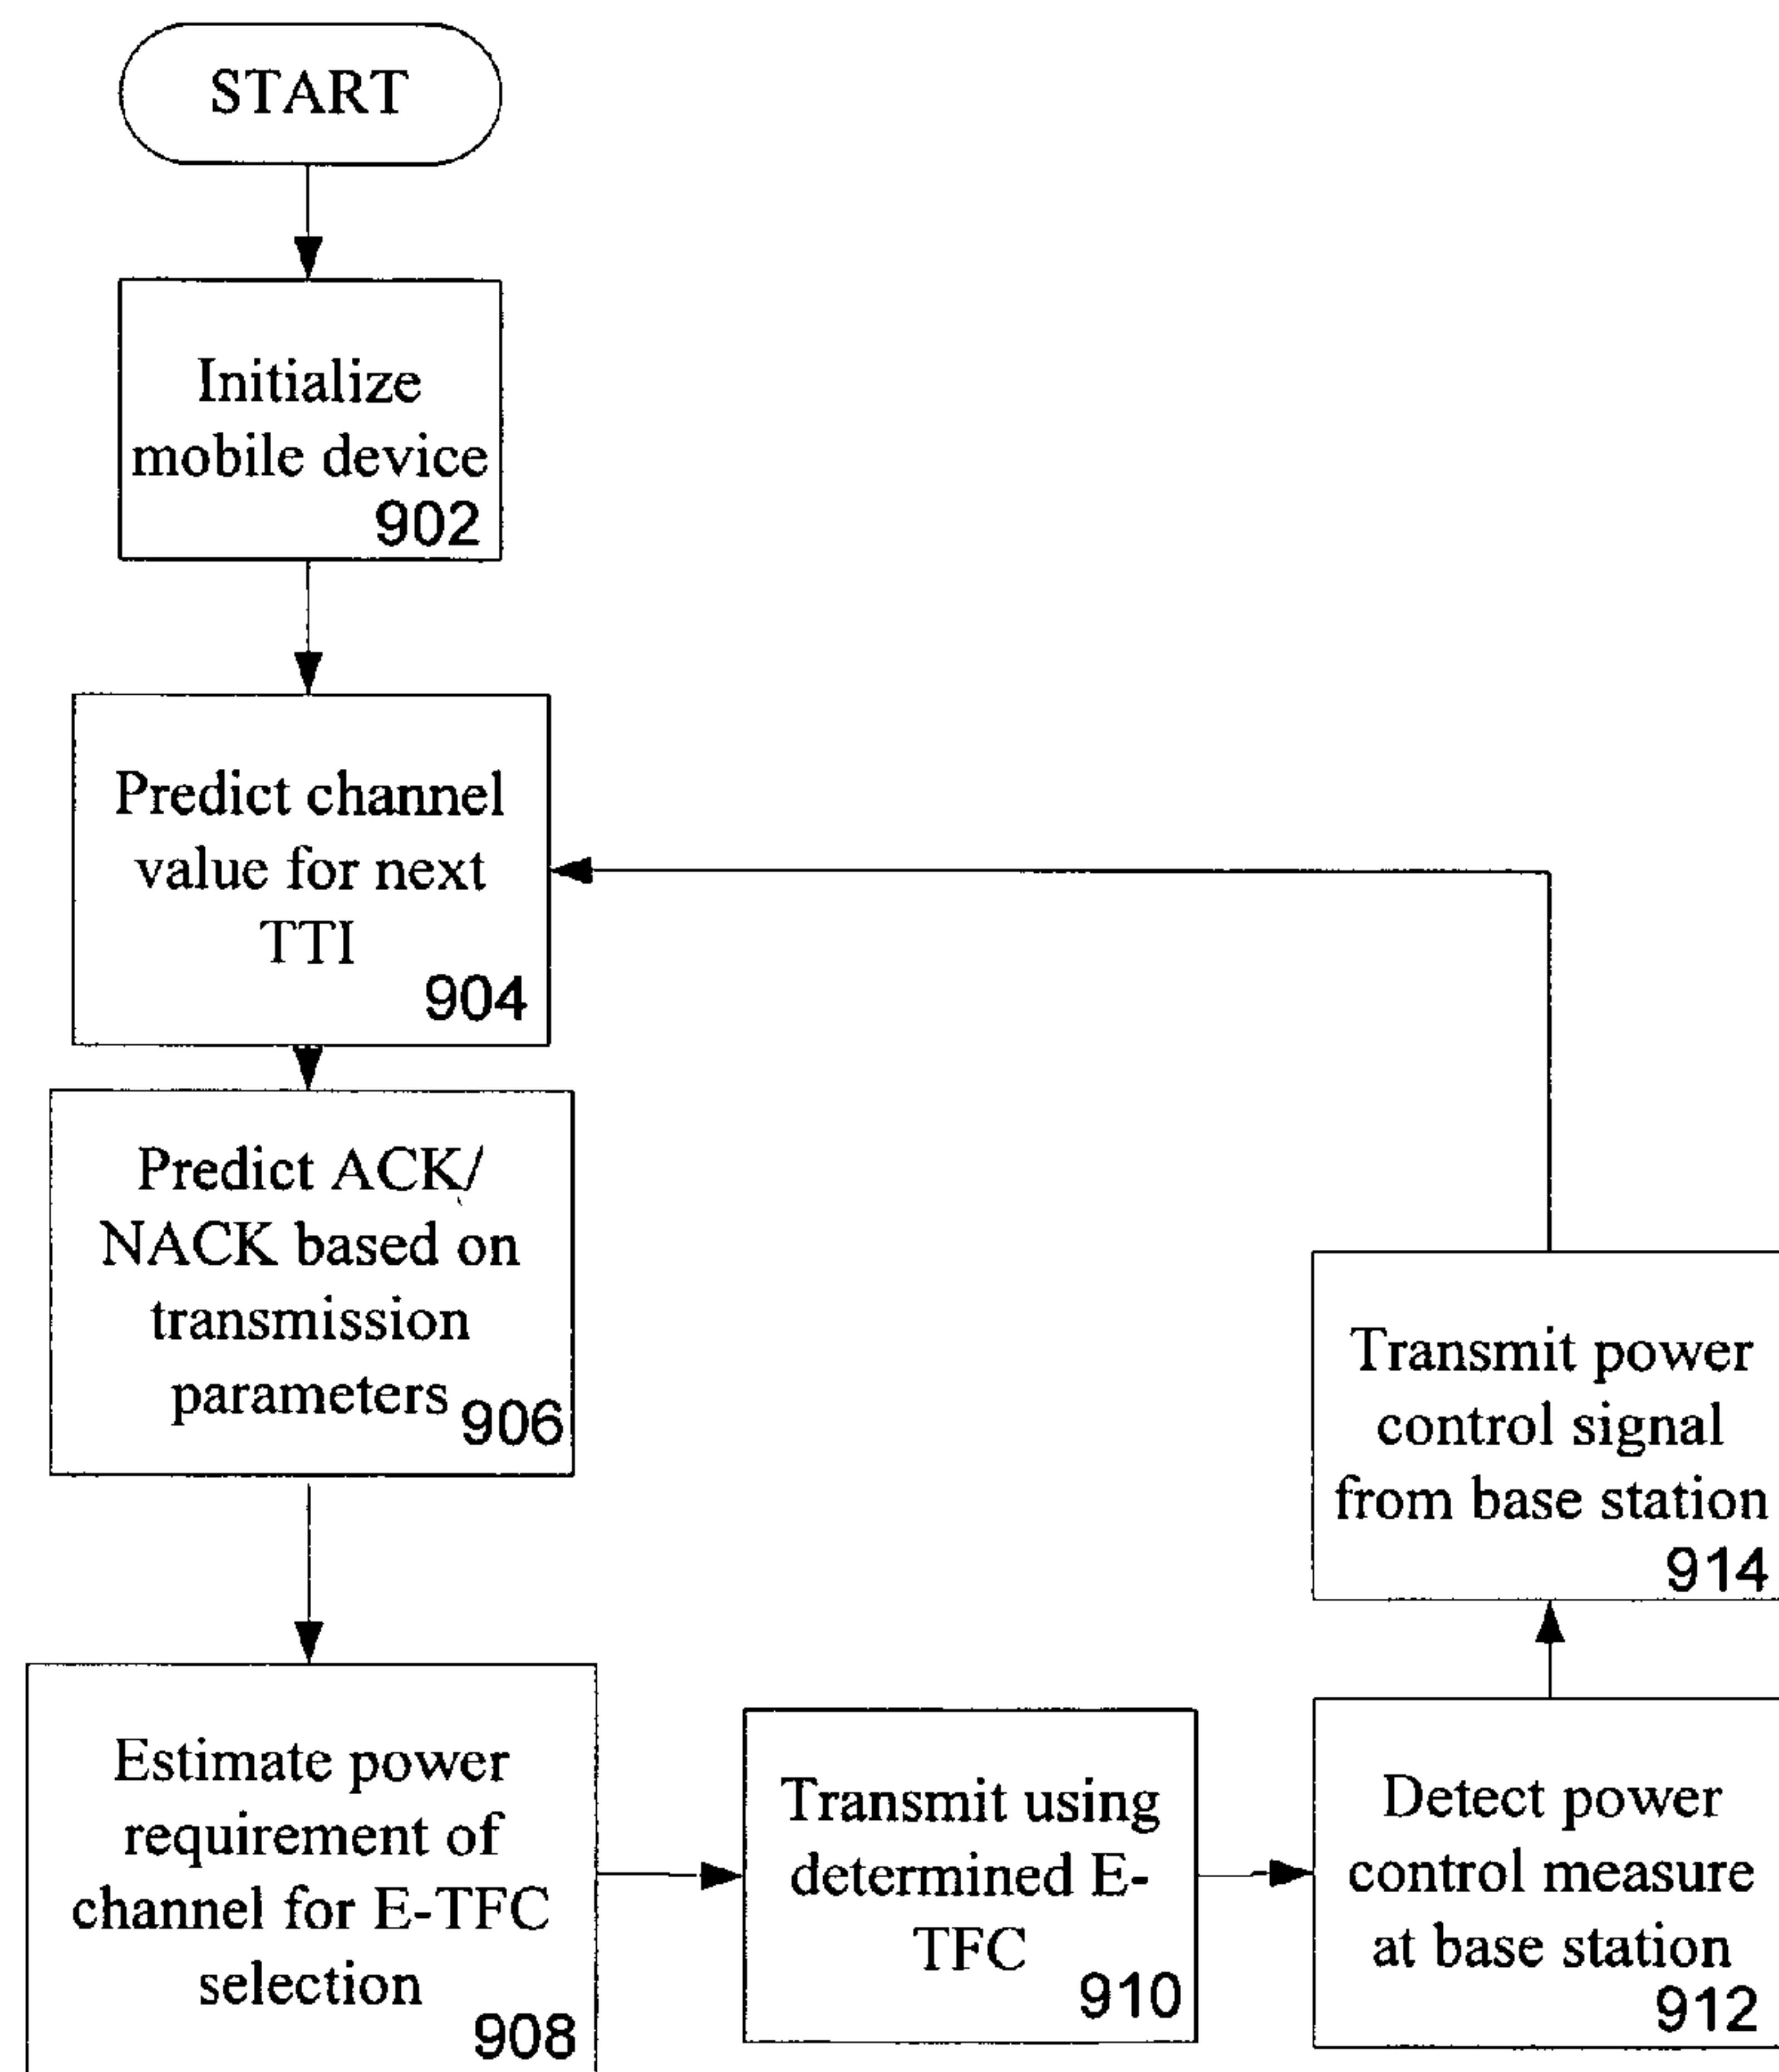 START
Initialize
mobile device
902
Predict channel
value for next
TTI
904
Predict ACK/
NACK based on
transmission
parameters
906
Estimate power
requirement of
channel for E-TFC
selection
908
Transmit using
determined E-
TFC
910
Detect power
control measure
at base station
912
Transmit power
control signal
from base station
914